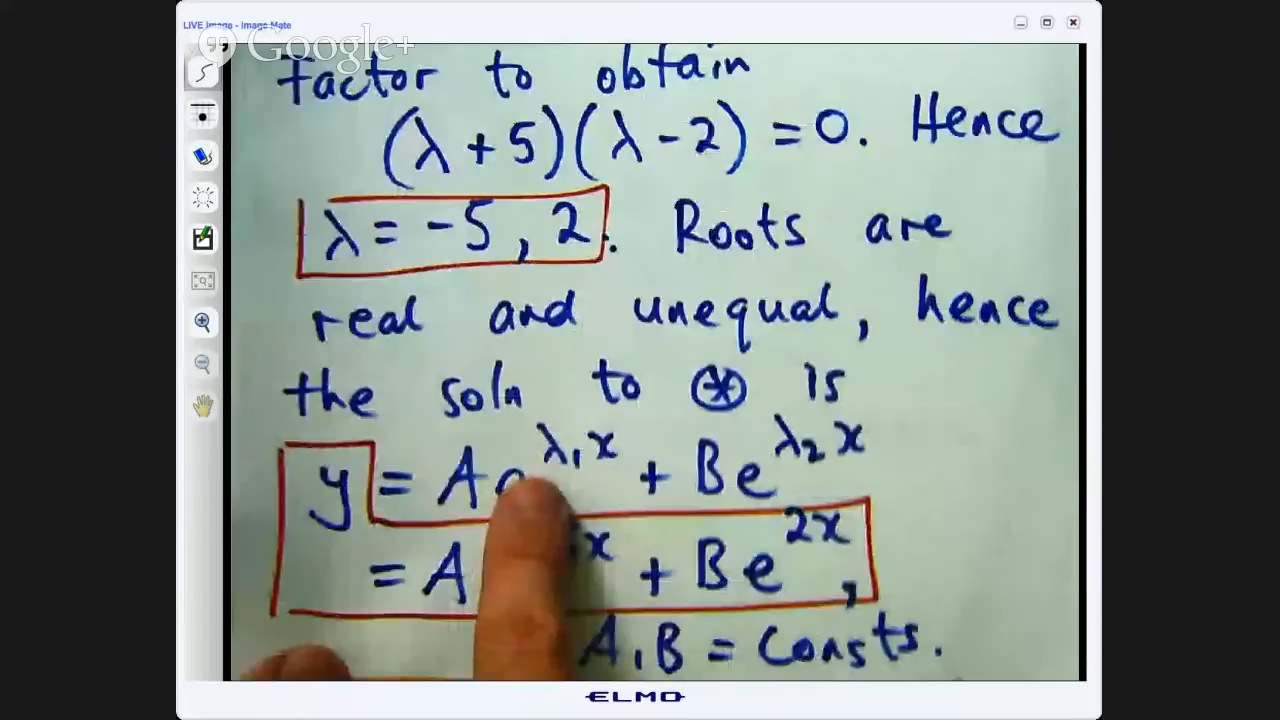 LIVE Image - Image Mate
Google+
Factor to obtain
(λ+5)(λ-2) = 0. Hence
λ = -5, 2. Roots are
real and unequal, hence
the soln to ⊛ is
y = A λ₁x + Be^λ₂x
= A x + Be^2x,
A, B = consts.
ELMO